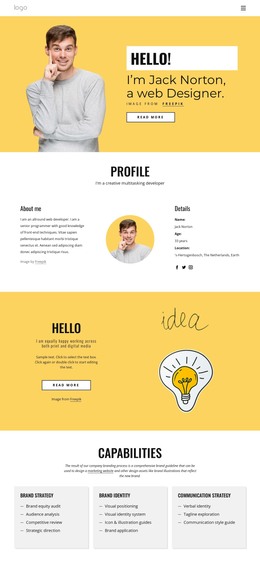 logo
HELLO!
I'm Jack Norton,
a web Designer.
IMAGE FROM FREEPIK
READ MORE
PROFILE
I'm a creative multitasking developer
About me
I am an allround web developer. I am a
senior programmer with good knowledge
of front-end techniques. vitae sapien
pellentesque habitant morbi tristique
senectus et. Aenean sed adipiscing diam
donec adipiscing tristique.
Image by Freepik
Details
Name:
Jack Norton
Age:
33 years
Location:
's-Hertogenbosch, The Netherlands, Earth
HELLO
I am equally happy working across
both print and digital media
Sample text. Click to select the text box.
Click again or double click to start editing
the text.
READ MORE
Image from Freepik
idea
CAPABILITIES
The result of our company branding process is a comprehensive brand guidelines that can be
used to design a marketing website and other design assets like brand illustrations that reflect
the new brand.
BRAND STRATEGY
— Brand equity audit
— Audience analysis
— Competitive review
— Strategic direction
BRAND IDENTITY
— Visual positioning
— Visual identity system
— Icon & illustration guides
— Brand application
COMMUNICATION STRATEGY
— Verbal identity
— Tagline exploration
— Communication style guide